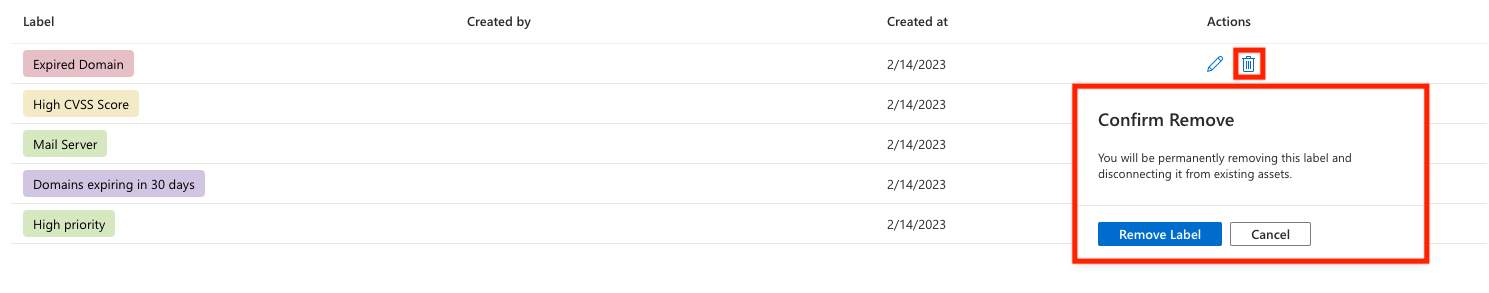 Label Created by Created at Actions
Expired Domain 2/14/2023
High CVSS Score 2/14/2023
Mail Server 2/14/2023
Domains expiring in 30 days 2/14/2023
High priority 2/14/2023
Confirm Remove
You will be permanently removing this label and
disconnecting it from existing assets.
Remove Label Cancel